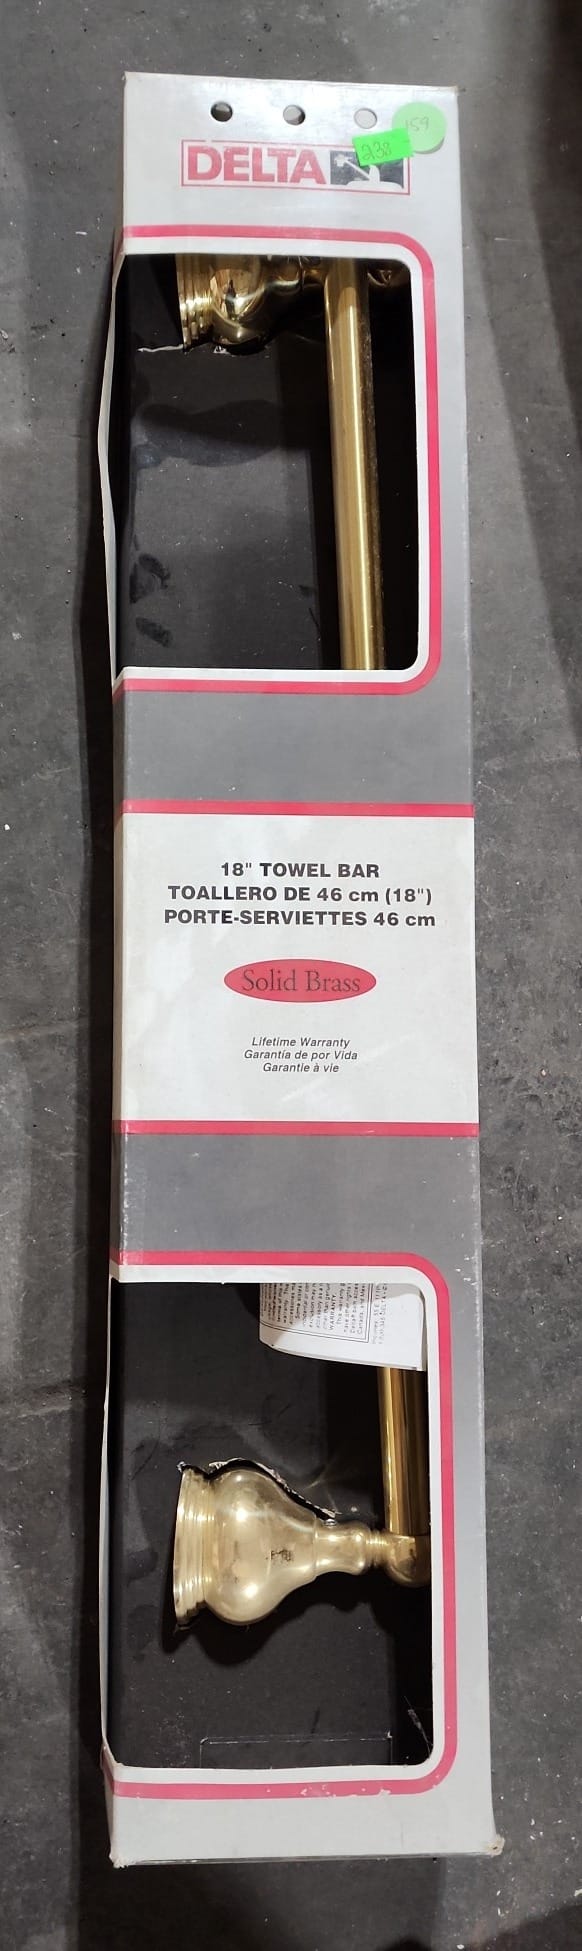 159
238
DELTA
18" TOWEL BAR
TOALLERO DE 46 cm (18")
PORTE-SERVIETTES 46 cm
Solid Brass
Lifetime Warranty
Garantía de por Vida
Garantie à vie
WARRANTY